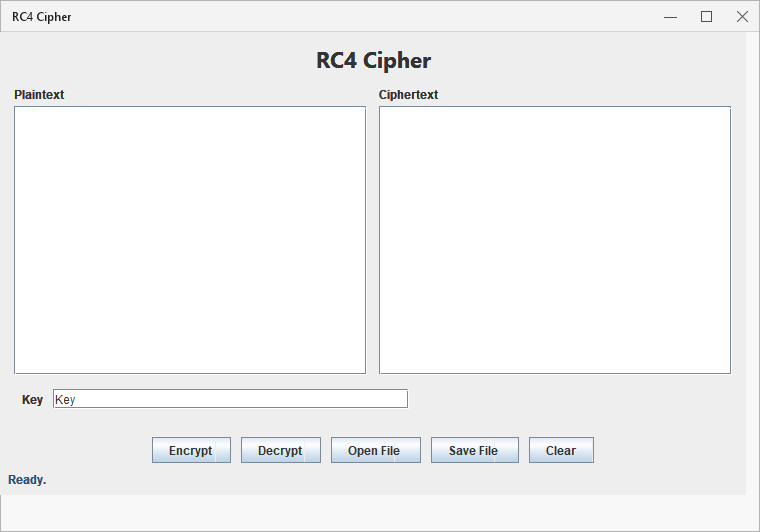 RC4 Cipher
RC4 Cipher
Plaintext Ciphertext
Key Key
Encrypt Decrypt Open File Save File Clear
Ready.